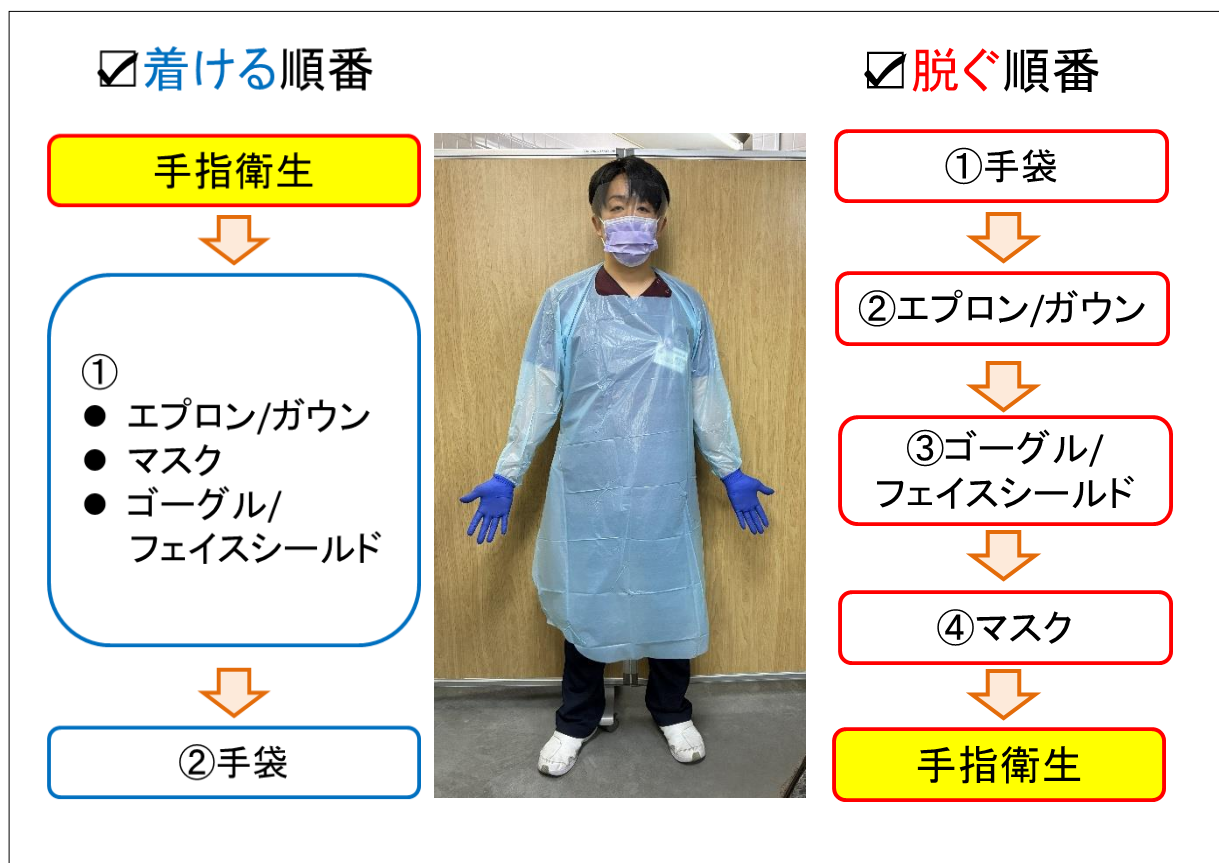 ☑着ける順番
手指衛生
①
● エプロン/ガウン
● マスク
● ゴーグル/
フェイスシールド
②手袋
☑脱ぐ順番
①手袋
②エプロン/ガウン
③ゴーグル/
フェイスシールド
④マスク
手指衛生